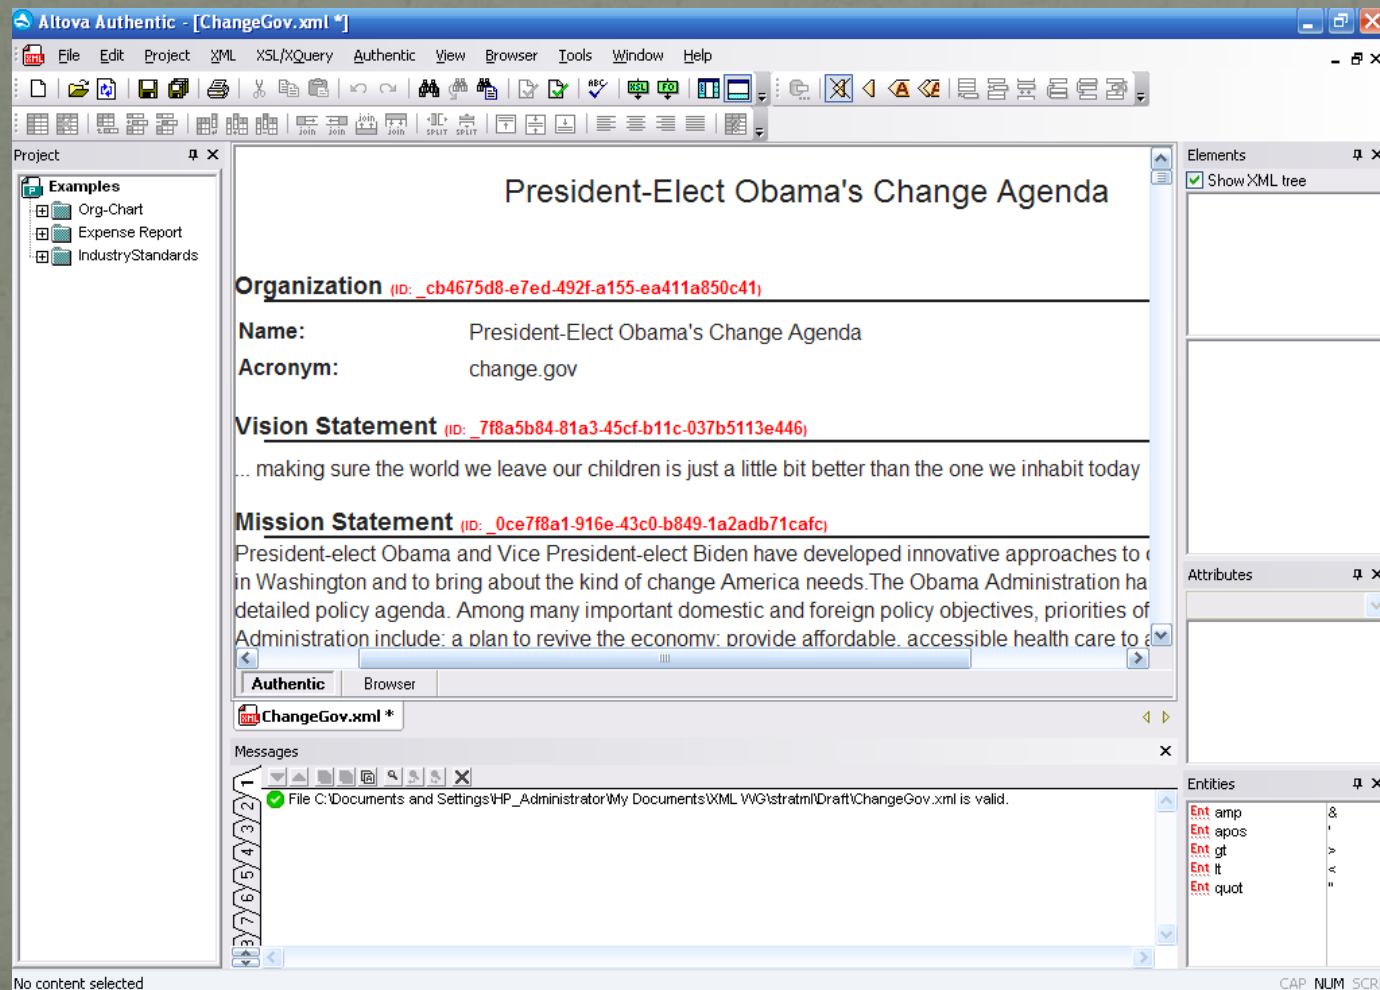 Altova Authentic - [ChangeGov.xml *]
File Edit Project XML XSL/XQuery Authentic View Browser Tools Window Help
Project
Examples
Org-Chart
Expense Report
IndustryStandards
President-Elect Obama's Change Agenda
Organization (ID: _cb4675d8-e7ed-492f-a155-ea411a850c41)
Name: President-Elect Obama's Change Agenda
Acronym: change.gov
Vision Statement (ID: _7f8a5b84-81a3-45cf-b11c-037b5113e446)
... making sure the world we leave our children is just a little bit better than the one we inhabit today
Mission Statement (ID: _0ce7f8a1-916e-43c0-b849-1a2adb71cafc)
President-elect Obama and Vice President-elect Biden have developed innovative approaches to
in Washington and to bring about the kind of change America needs.The Obama Administration ha
detailed policy agenda. Among many important domestic and foreign policy objectives, priorities of
Administration include: a plan to revive the economy; provide affordable, accessible health care to
Authentic Browser
ChangeGov.xml *
Messages
1
2
3
4
5
6
7
8
File C:\Documents and Settings\HP_Administrator\My Documents\XML WG\stratml\Draft\ChangeGov.xml is valid.
Elements
Show XML tree
Attributes
Entities
Ent amp &
Ent apos '
Ent gt >
Ent lt <
Ent quot "
No content selected
CAP NUM SCR